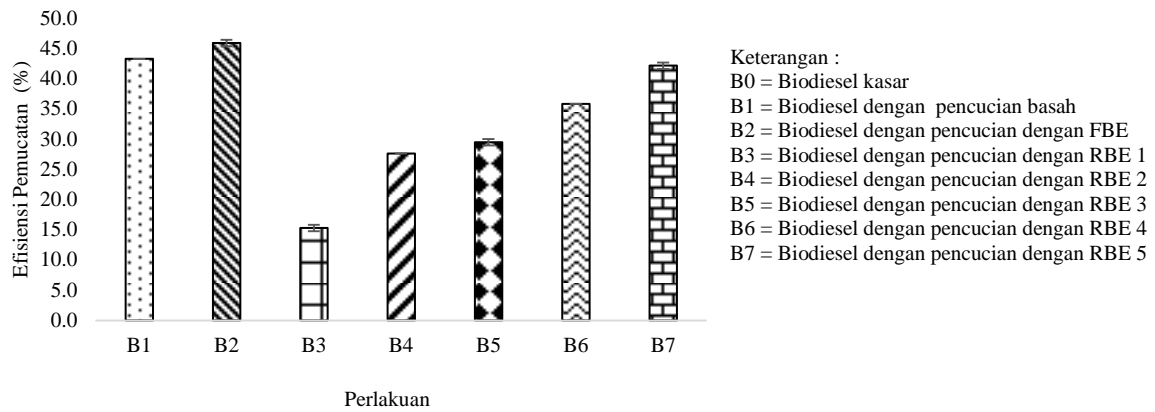 50.0
45.0
40.0
35.0
30.0
25.0
20.0
15.0
10.0
5.0
0.0
Efisiensi Pemucatan (%)
B1 B2 B3 B4 B5 B6 B7
Perlakuan
Keterangan :
B0 = Biodiesel kasar
B1 = Biodiesel dengan pencucian basah
B2 = Biodiesel dengan pencucian dengan FBE
B3 = Biodiesel dengan pencucian dengan RBE 1
B4 = Biodiesel dengan pencucian dengan RBE 2
B5 = Biodiesel dengan pencucian dengan RBE 3
B6 = Biodiesel dengan pencucian dengan RBE 4
B7 = Biodiesel dengan pencucian dengan RBE 5